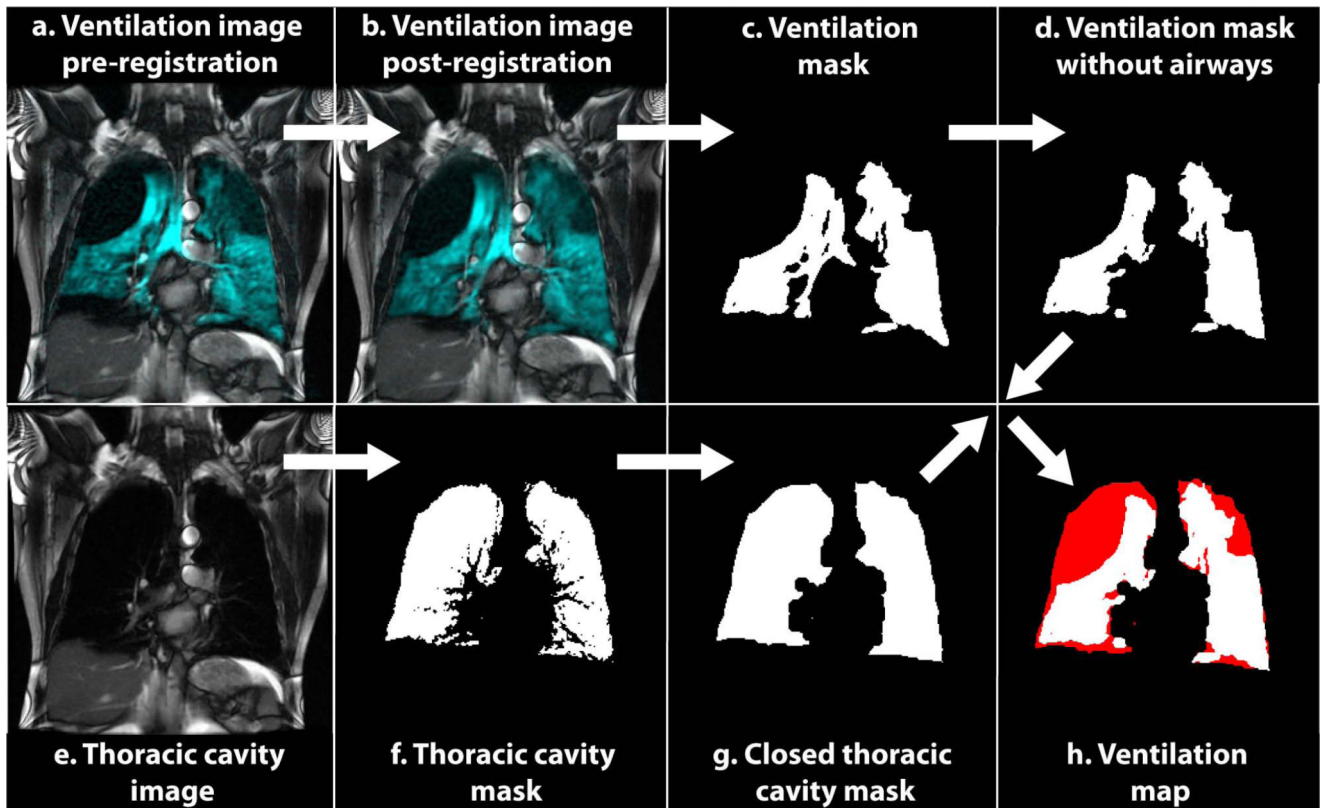 a. Ventilation image
pre-registration
b. Ventilation image
post-registration
c. Ventilation
mask
d. Ventilation mask
without airways
e. Thoracic cavity
image
f. Thoracic cavity
mask
g. Closed thoracic
cavity mask
h. Ventilation
map